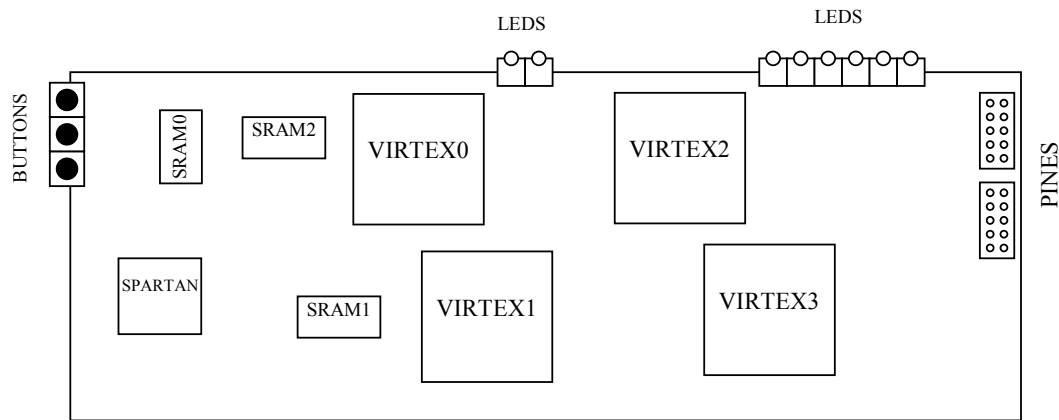 LEDS
LEDS
BUTTONS
SRAM0
SRAM2
VIRTEX0
VIRTEX2
PINES
SPARTAN
SRAM1
VIRTEX1
VIRTEX3